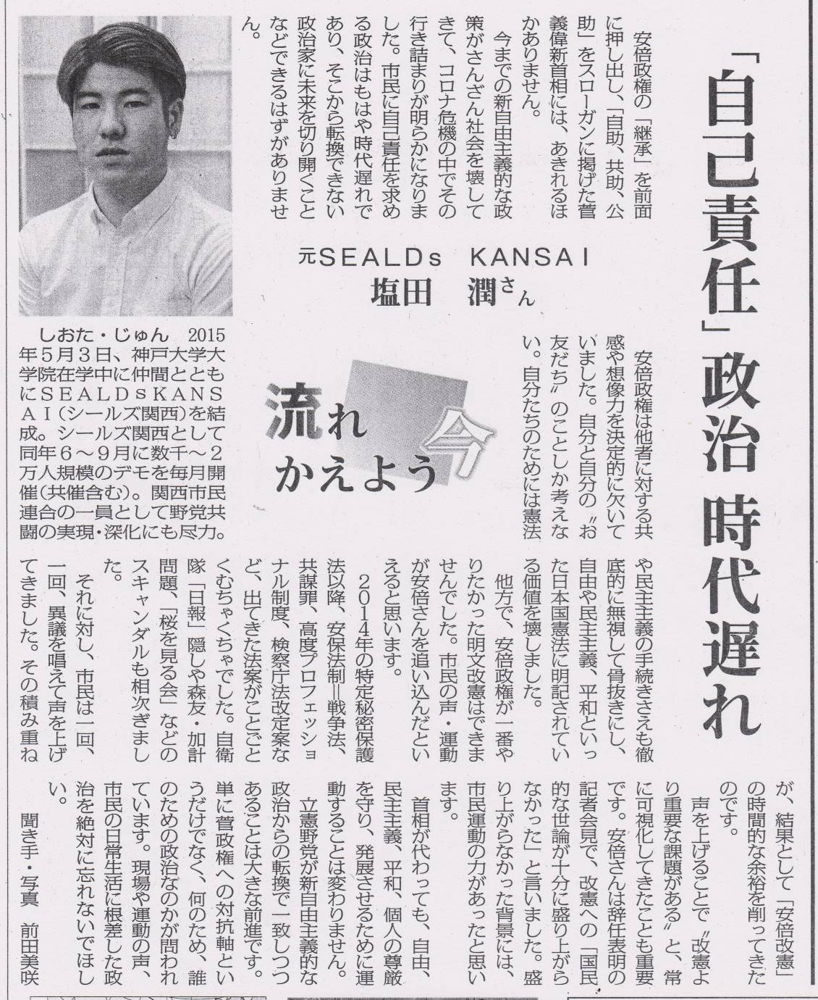 「自己責任」政治 時代遅れ
安倍政権の「継承」を前面
に押し出し、「自助、共助、公
助」をスローガンに掲げた菅
義偉新首相には、あきれるほ
かありません。
今までの新自由主義的な政
策がさんざん社会を壊して
きて、コロナ危機の中でその
行き詰まりが明らかになりま
した。市民に自己責任を求め
る政治はもはや時代遅れで
あり、そこから転換できない
政治家に未来を切り開くこと
などできるはずがありませ
ん。
元SEALDs KANSAI
塩田 潤さん
しおた・じゅん 2015
年5月3日、神戸大学大
学院在学中に仲間ととも
にSEALDsKANS
AI(シールズ関西)を結
成。シールズ関西として
同年6〜9月に数千〜2
万人規模のデモを毎月開
催(共催含む)。関西市民
連合の一員として野党共
闘の実現・深化にも尽力。
流れ
今
かえよう
安倍政権は他者に対する共
感や想像力を決定的に欠いて
いました。自分と自分の〝お
友だち〟のことしか考えな
い。自分たちのためには憲法
や民主主義の手続きさえも徹
底的に無視して骨抜きにし、
自由や民主主義、平和といっ
た日本国憲法に明記されてい
る価値を壊しました。
他方で、安倍政権が一番や
りたかった明文改憲はできま
せんでした。市民の声・運動
が安倍さんを追い込んだとい
えると思います。
2014年の特定秘密保護
法以降、安保法制=戦争法、
共謀罪、高度プロフェッショ
ナル制度、検察庁法改定案な
ど、出てきた法案がことごと
くむちゃくちゃでした。自衛
隊「日報」隠しや森友・加計
問題、「桜を見る会」などの
スキャンダルも相次ぎまし
た。
それに対し、市民は一回、
一回、異議を唱えて声を上げ
てきました。その積み重ね
が、結果として「安倍改憲」
の時間的な余裕を削ってきた
のです。
声を上げることで〝改憲よ
り重要な課題がある〟と、常
に可視化してきたことも重要
です。安倍さんは辞任表明の
記者会見で、改憲への「国民
的な世論が十分に盛り上がら
なかった」と言いました。盛
り上がらなかった背景には、
市民運動の力があったと思い
ます。
首相が代わっても、自由、
民主主義、平和、個人の尊厳
を守り、発展させるために運
動することは変わりません。
立憲野党が新自由主義的な
政治からの転換で一致しつつ
あることは大きな前進です。
単に菅政権への対抗軸とい
うだけでなく、何のため、誰
のための政治なのかが問われ
ています。現場や運動の声、
市民の日常生活に根差した政
治を絶対に忘れないでほし
い。
聞き手・写真 前田美咲